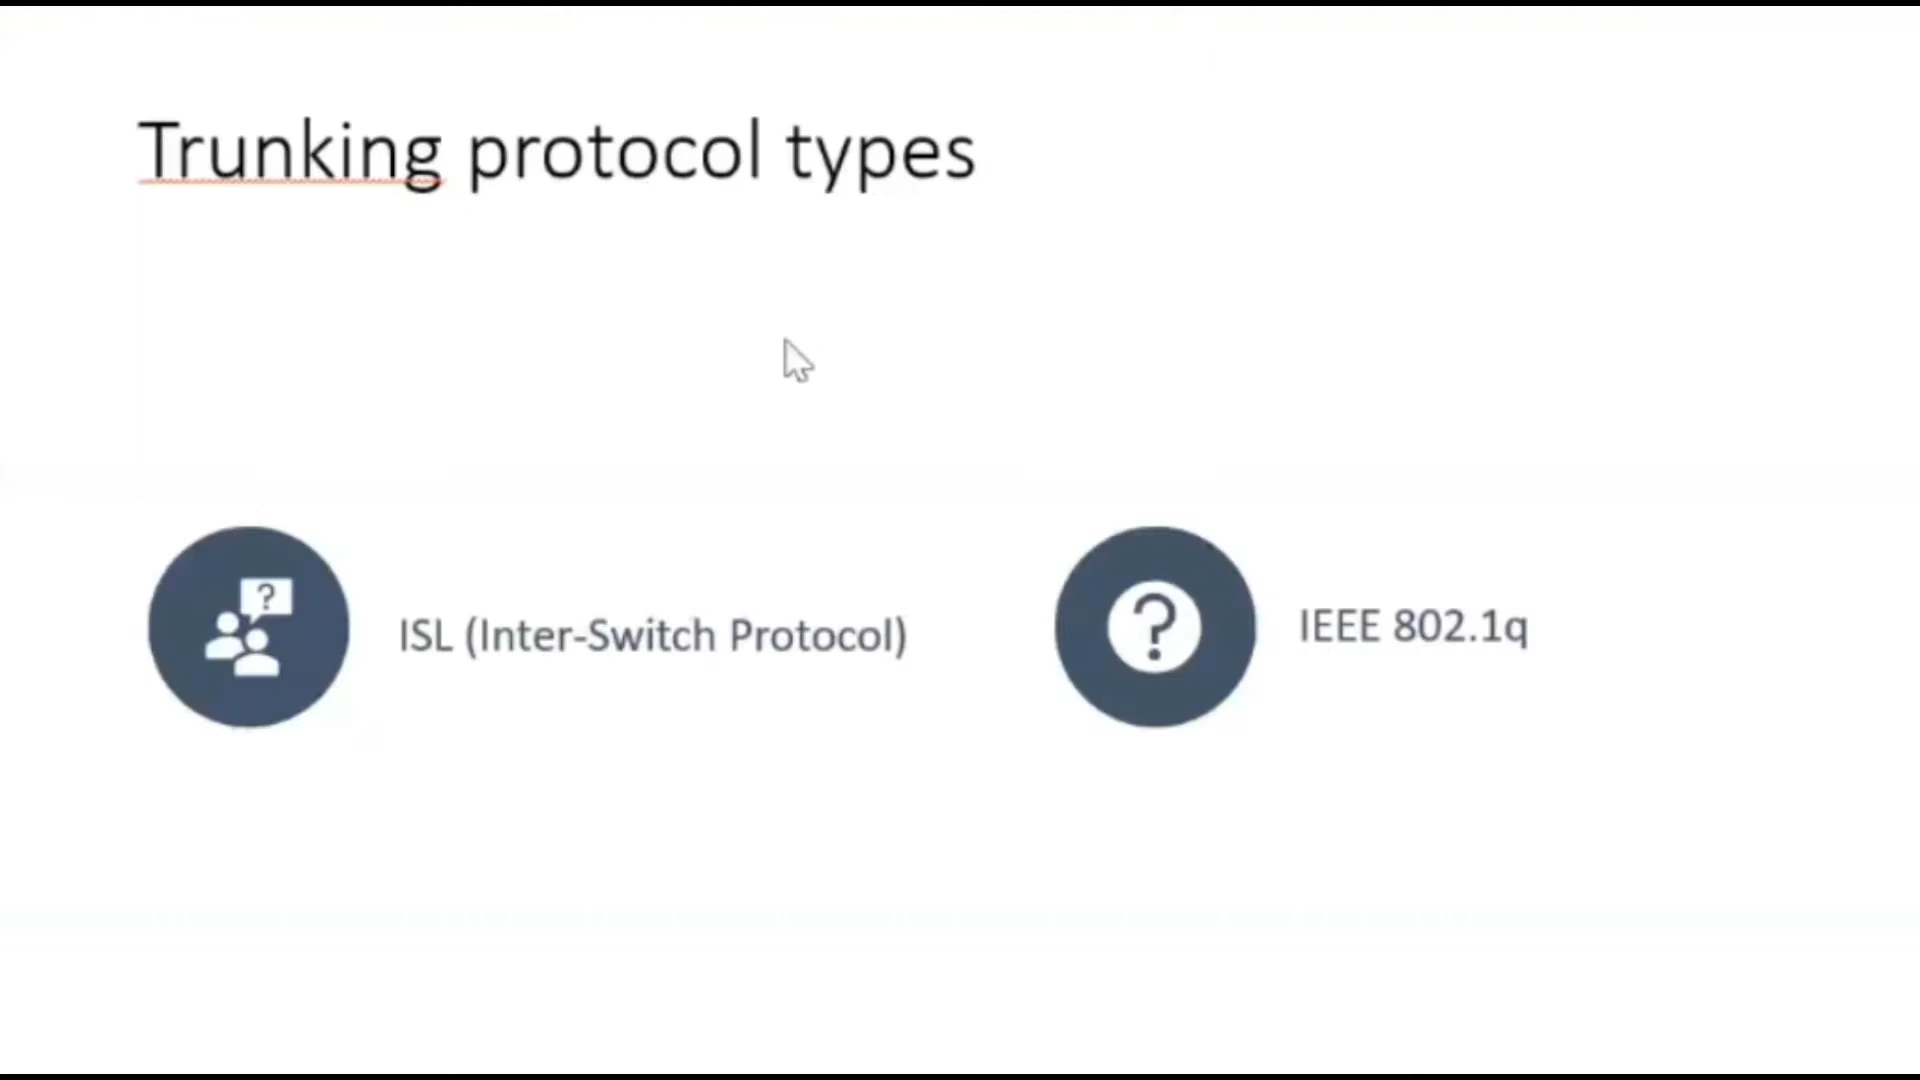 Trunking protocol types
?
ISL (Inter-Switch Protocol)
?
IEEE 802.1q